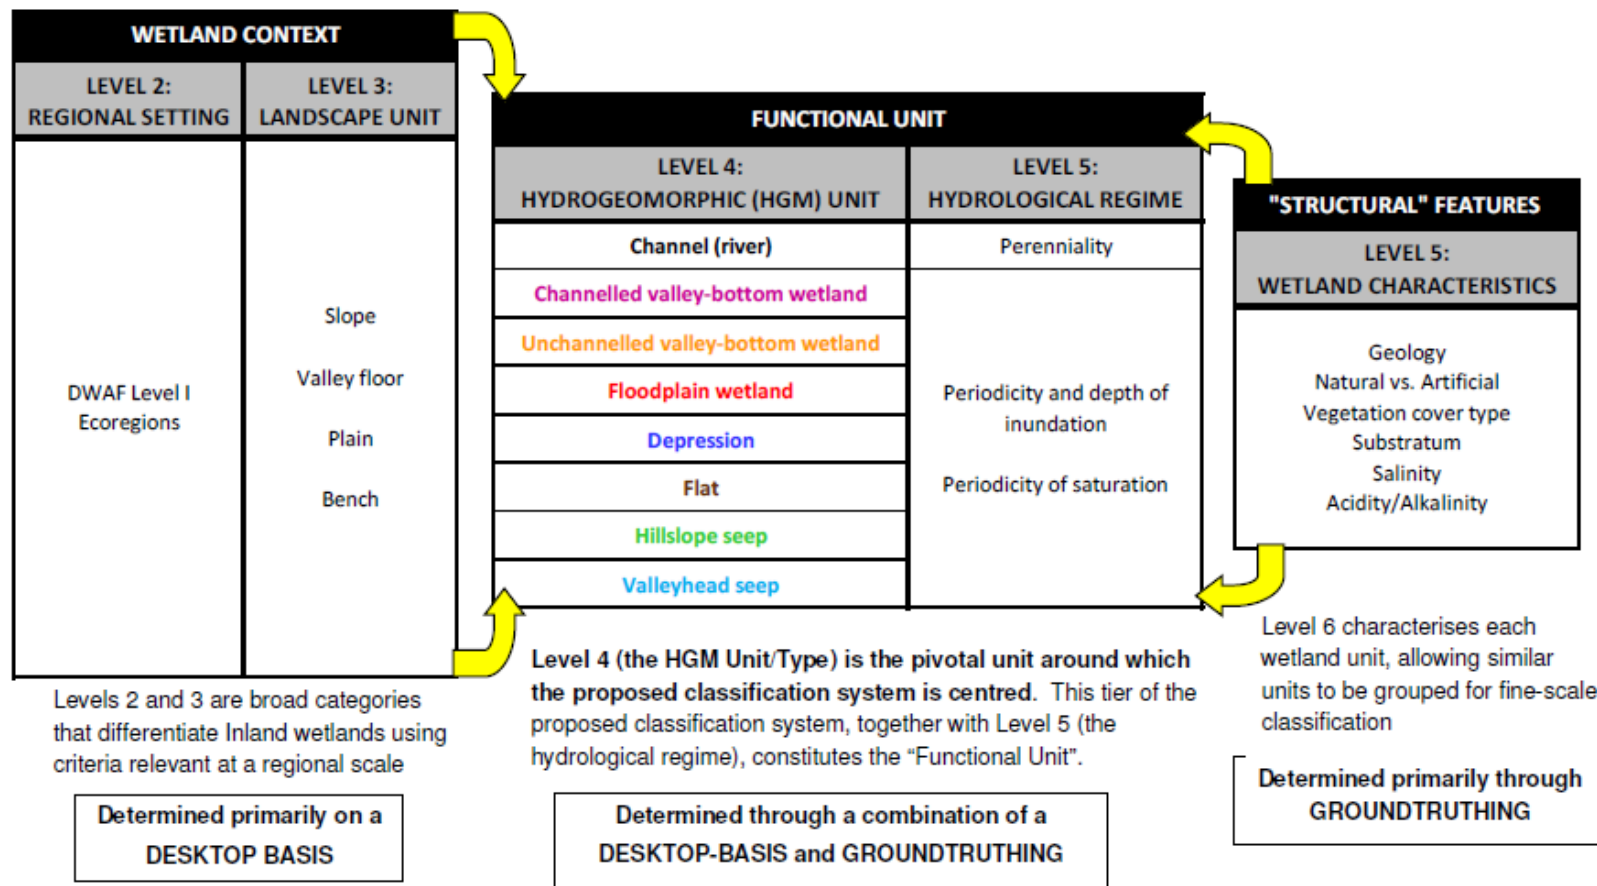 WETLAND CONTEXT
LEVEL 2:
REGIONAL SETTING
LEVEL 3:
LANDSCAPE UNIT
DWAF Level I
Ecoregions
Slope
Valley floor
Plain
Bench
Levels 2 and 3 are broad categories
that differentiate Inland wetlands using
criteria relevant at a regional scale
Determined primarily on a
DESKTOP BASIS
FUNCTIONAL UNIT
LEVEL 4:
HYDROGEOMORPHIC (HGM) UNIT
LEVEL 5:
HYDROLOGICAL REGIME
Channel (river)
Perenniality
Channelled valley-bottom wetland
Unchannelled valley-bottom wetland
Floodplain wetland
Depression
Flat
Hillslope seep
Valleyhead seep
Periodicity and depth of
inundation
Periodicity of saturation
Level 4 (the HGM Unit/Type) is the pivotal unit around which
the proposed classification system is centred. This tier of the
proposed classification system, together with Level 5 (the
hydrological regime), constitutes the “Functional Unit”.
Determined through a combination of a
DESKTOP-BASIS and GROUNDTRUTHING
"STRUCTURAL" FEATURES
LEVEL 5:
WETLAND CHARACTERISTICS
Geology
Natural vs. Artificial
Vegetation cover type
Substratum
Salinity
Acidity/Alkalinity
Level 6 characterises each
wetland unit, allowing similar
units to be grouped for fine-scale
classification
Determined primarily through
GROUNDTRUTHING